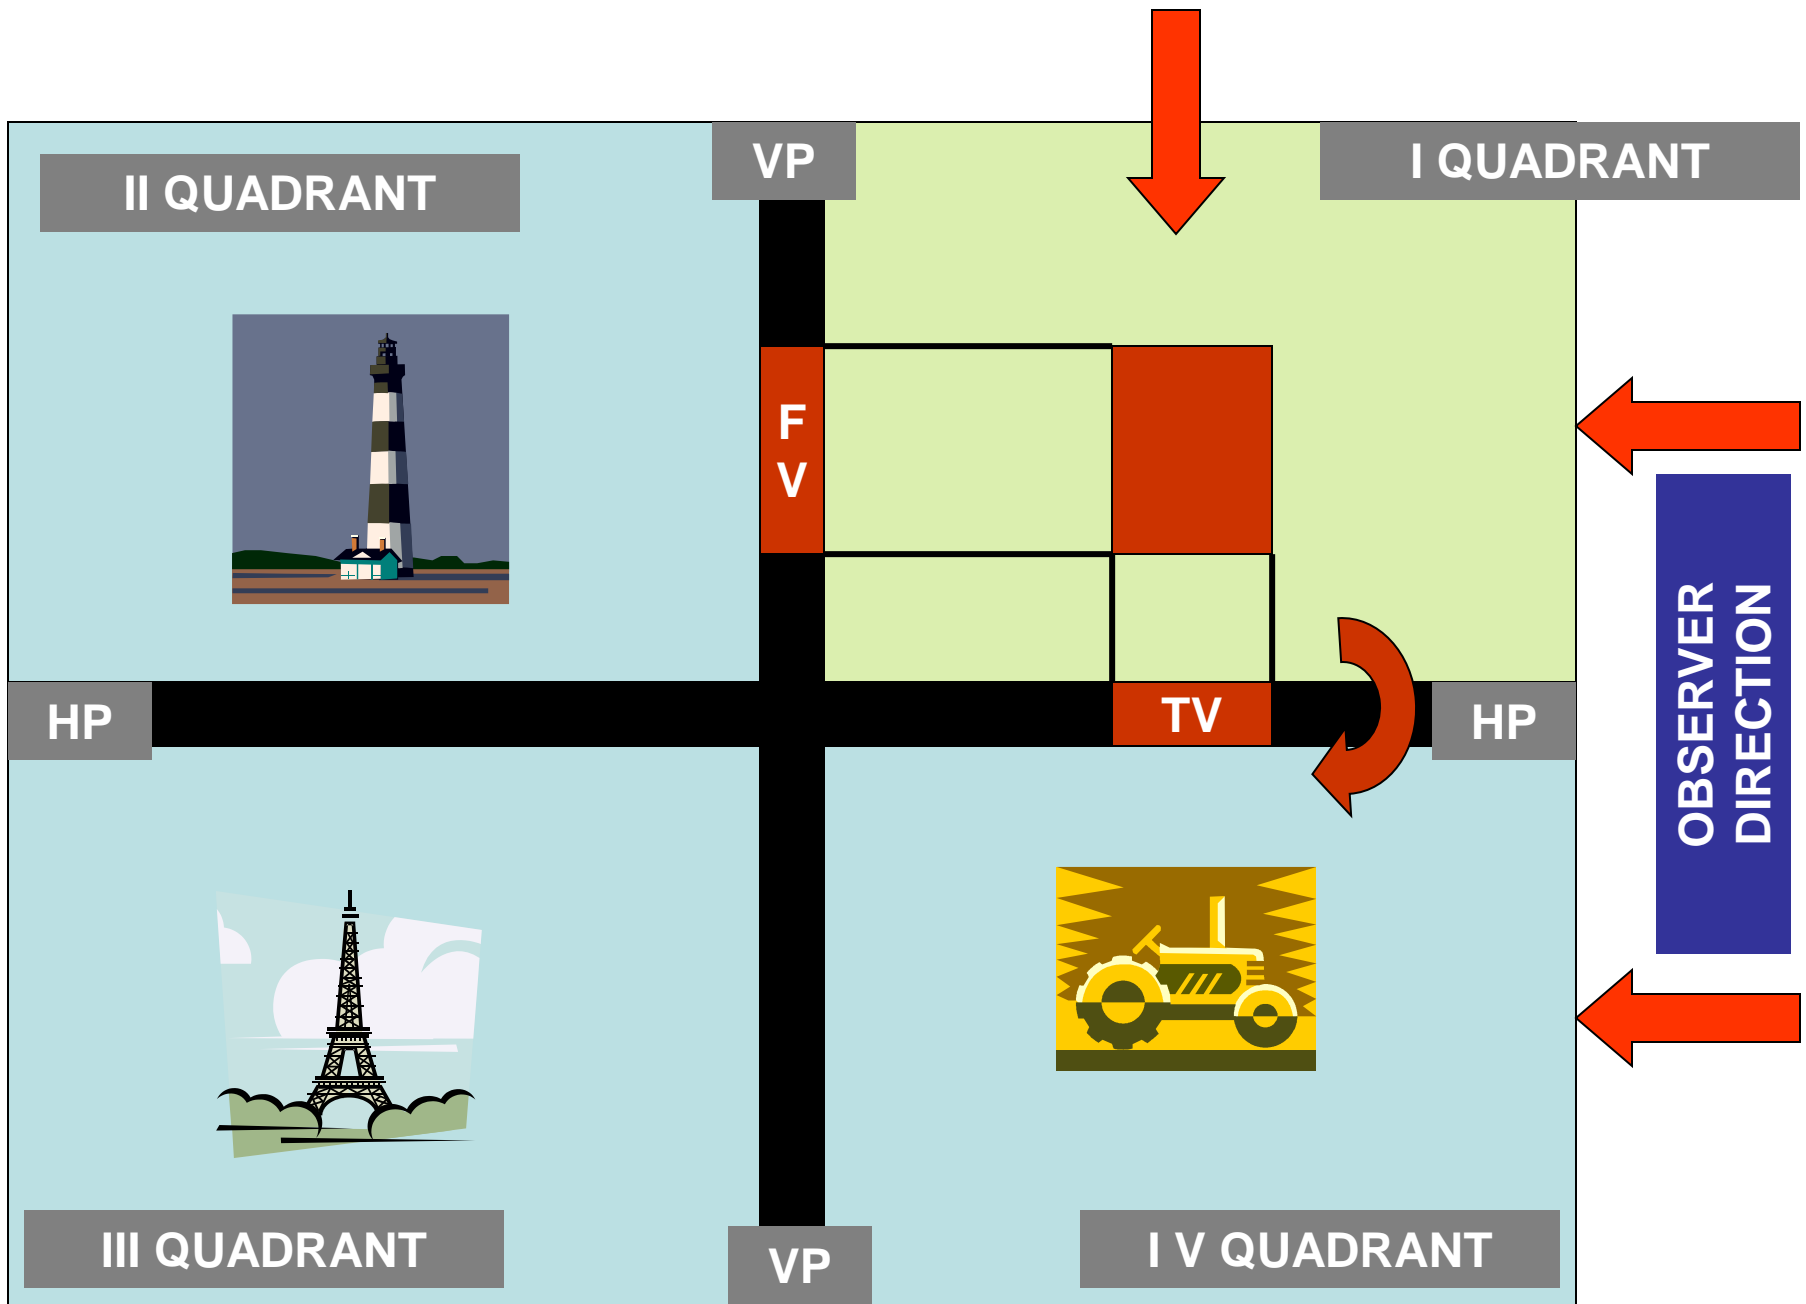 VP
I QUADRANT
II QUADRANT
F
V
TV
HP
HP
OBSERVER
DIRECTION
III QUADRANT
VP
I V QUADRANT